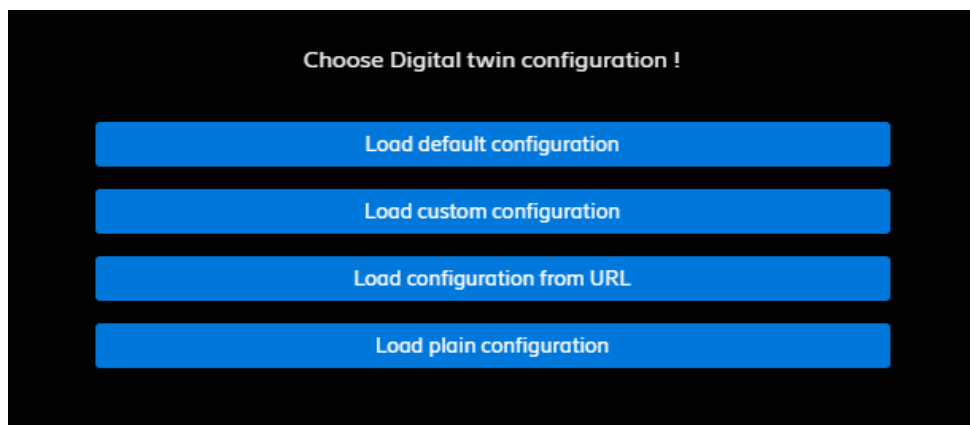 Choose Digital twin configuration !
Load default configuration
Load custom configuration
Load configuration from URL
Load plain configuration